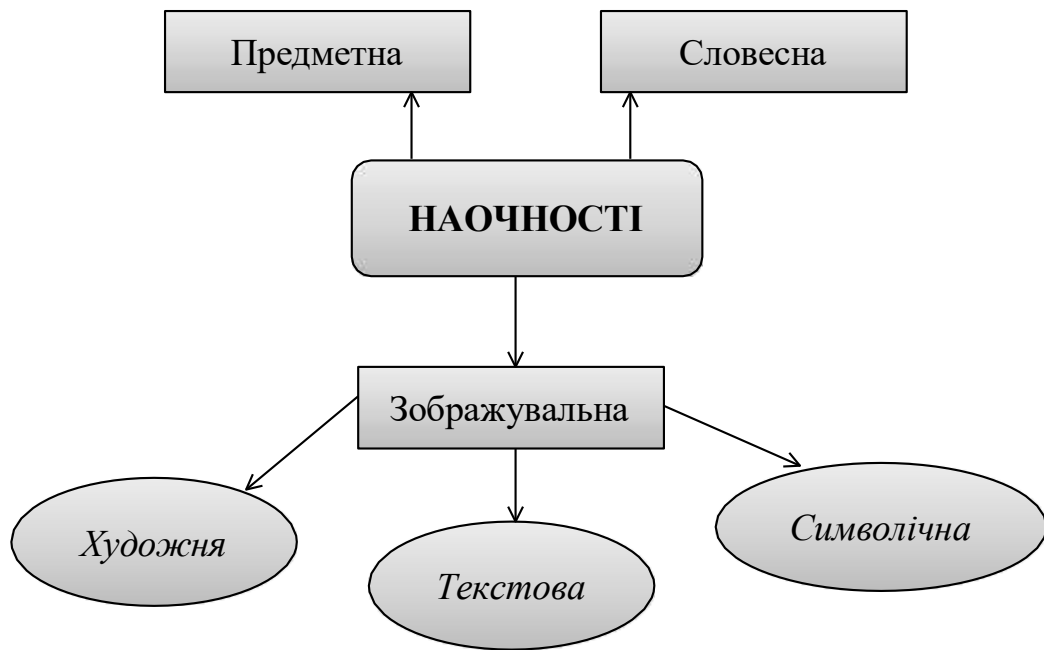 Предметна
Словесна
НАОЧНОСТІ
Зображувальна
Художня
Текстова
Символічна